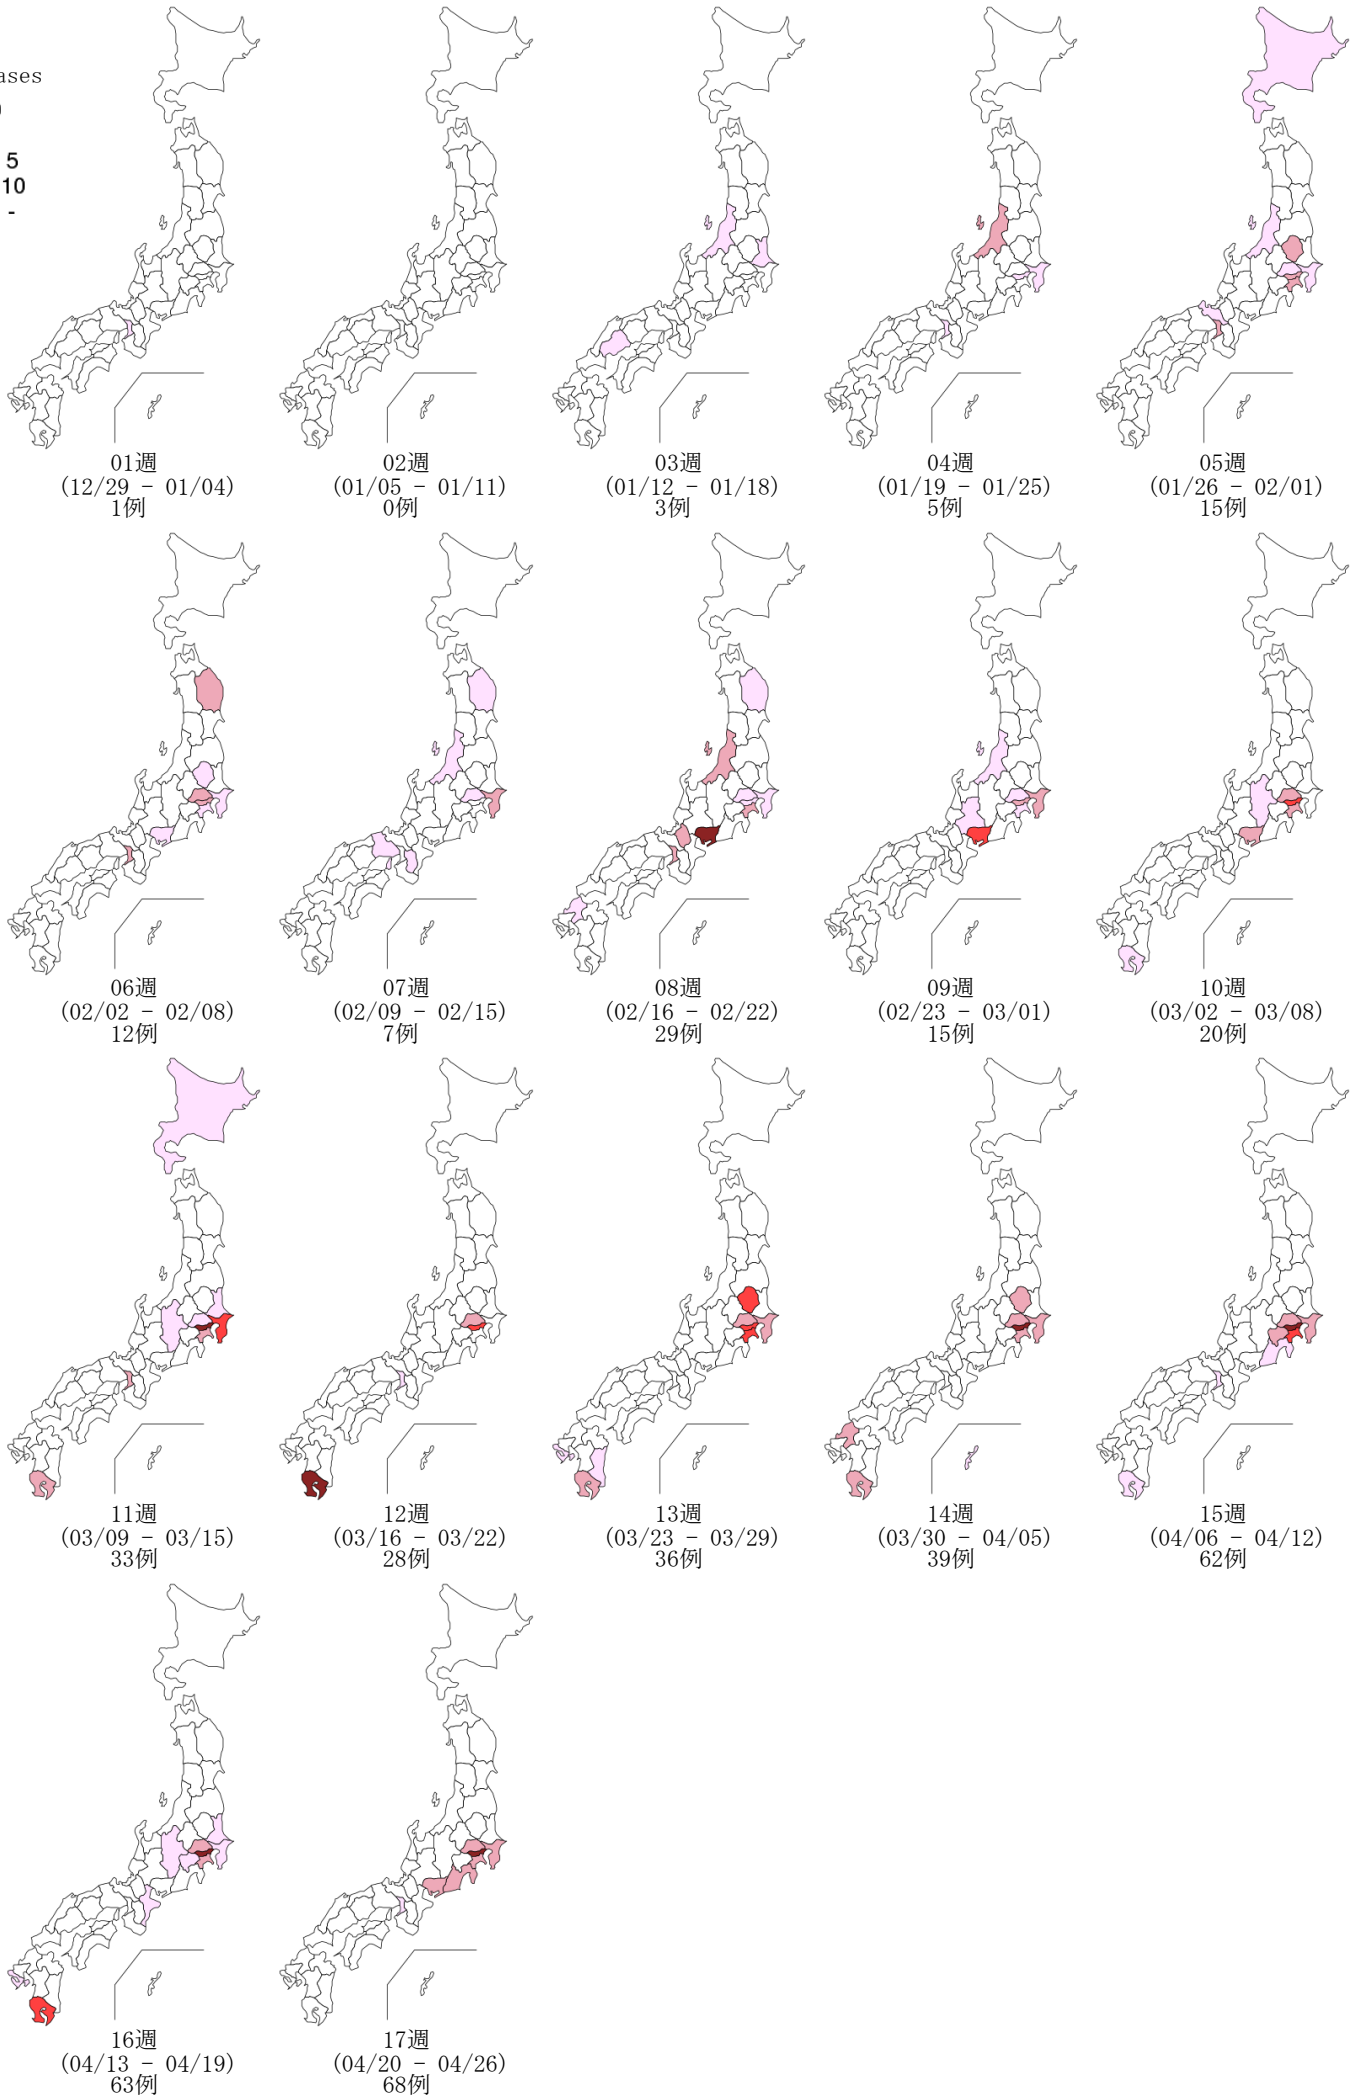 ases
5
10
-
01週
(12/29 - 01/04)
1例
02週
(01/05 - 01/11)
0例
03週
(01/12 - 01/18)
3例
04週
(01/19 - 01/25)
5例
05週
(01/26 - 02/01)
15例
06週
(02/02 - 02/08)
12例
07週
(02/09 - 02/15)
7例
08週
(02/16 - 02/22)
29例
09週
(02/23 - 03/01)
15例
10週
(03/02 - 03/08)
20例
11週
(03/09 - 03/15)
33例
12週
(03/16 - 03/22)
28例
13週
(03/23 - 03/29)
36例
14週
(03/30 - 04/05)
39例
15週
(04/06 - 04/12)
62例
16週
(04/13 - 04/19)
63例
17週
(04/20 - 04/26)
68例